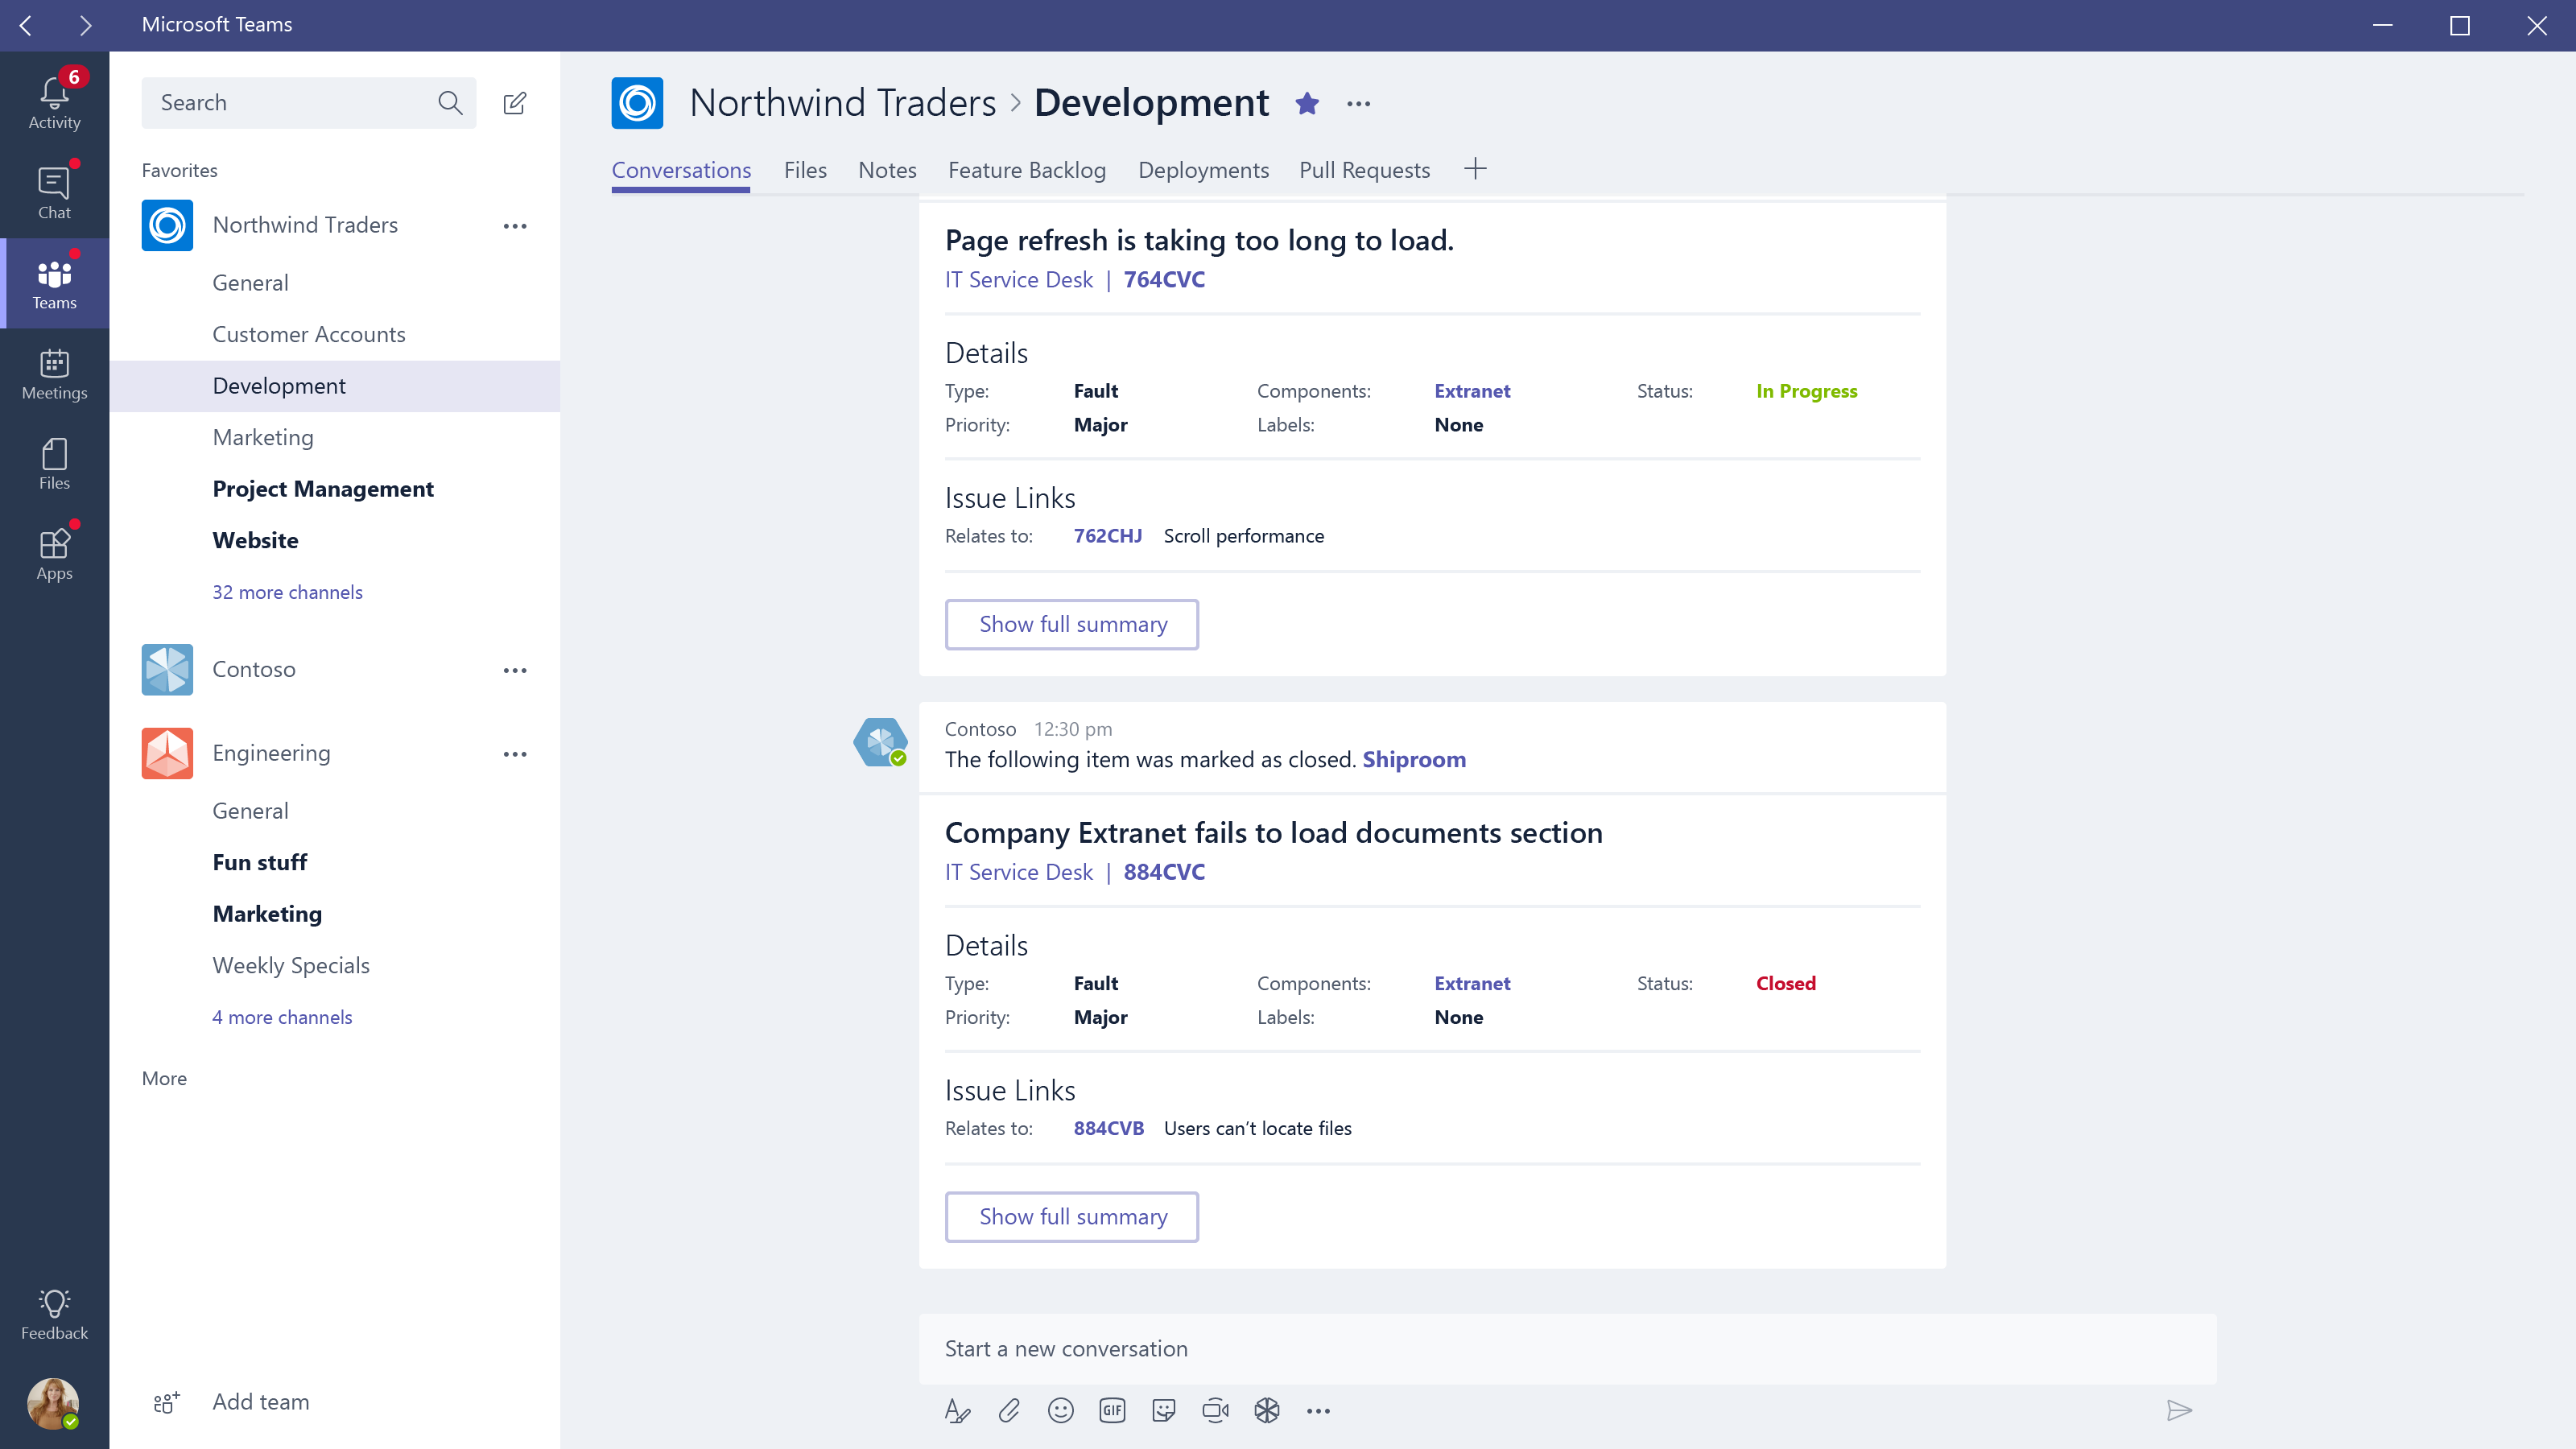 Microsoft Teams
6
Activity
Chat
Teams
Meetings
Files
Apps
Feedback
Search
Favorites
Northwind Traders
General
Customer Accounts
Development
Marketing
Project Management
Website
32 more channels
Contoso
Engineering
General
Fun stuff
Marketing
Weekly Specials
4 more channels
More
Add team
Northwind Traders > Development
Conversations Files Notes Feature Backlog Deployments Pull Requests
Page refresh is taking too long to load.
IT Service Desk | 764CVC
Details
Type: Fault Components: Extranet Status: In Progress
Priority: Major Labels: None
Issue Links
Relates to: 762CHJ Scroll performance
Show full summary
Contoso 12:30 pm
The following item was marked as closed. Shiproom
Company Extranet fails to load documents section
IT Service Desk | 884CVC
Details
Type: Fault Components: Extranet Status: Closed
Priority: Major Labels: None
Issue Links
Relates to: 884CVB Users can’t locate files
Show full summary
Start a new conversation
GIF